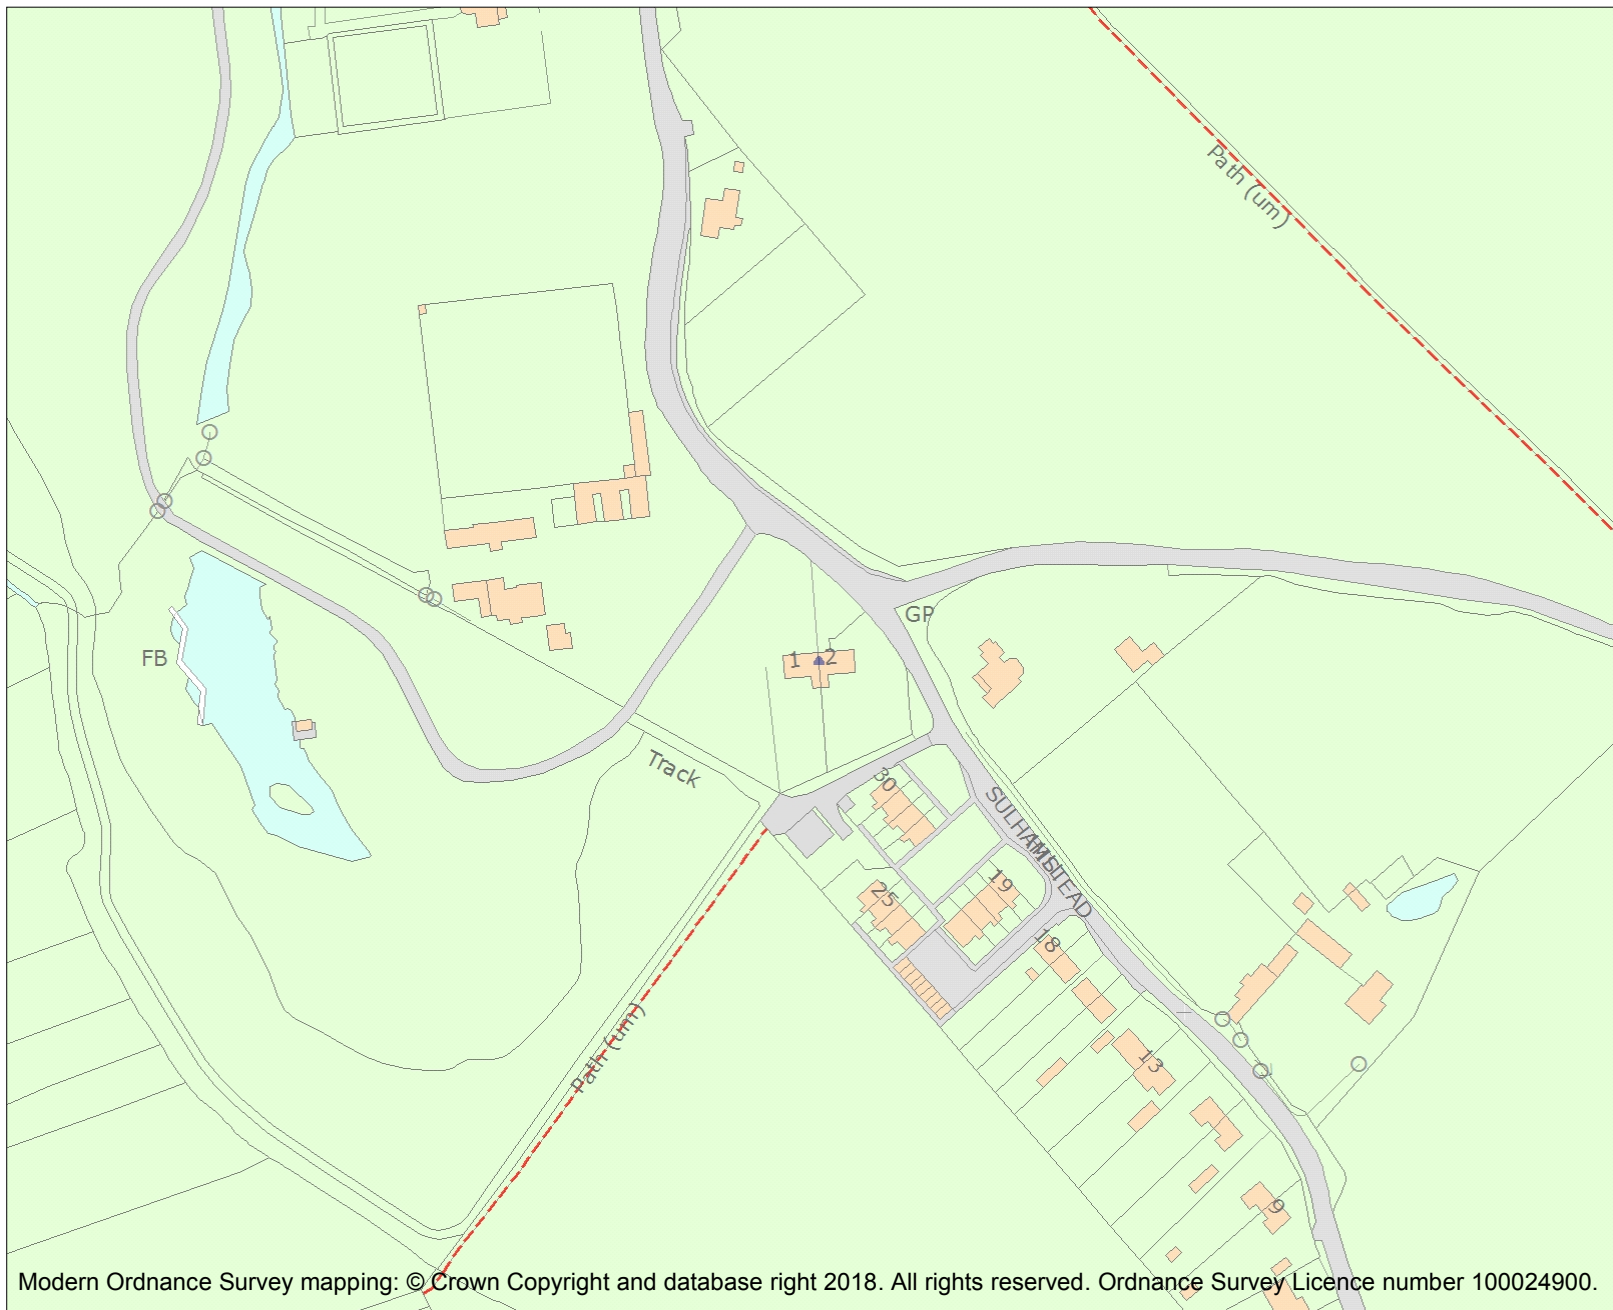 Path (um)
GP
FB
1
2
Track
30
SULHAMSTEAD
25
19
18
Path (um)
13
9
Modern Ordnance Survey mapping: © Crown Copyright and database right 2018. All rights reserved. Ordnance Survey Licence number 100024900.